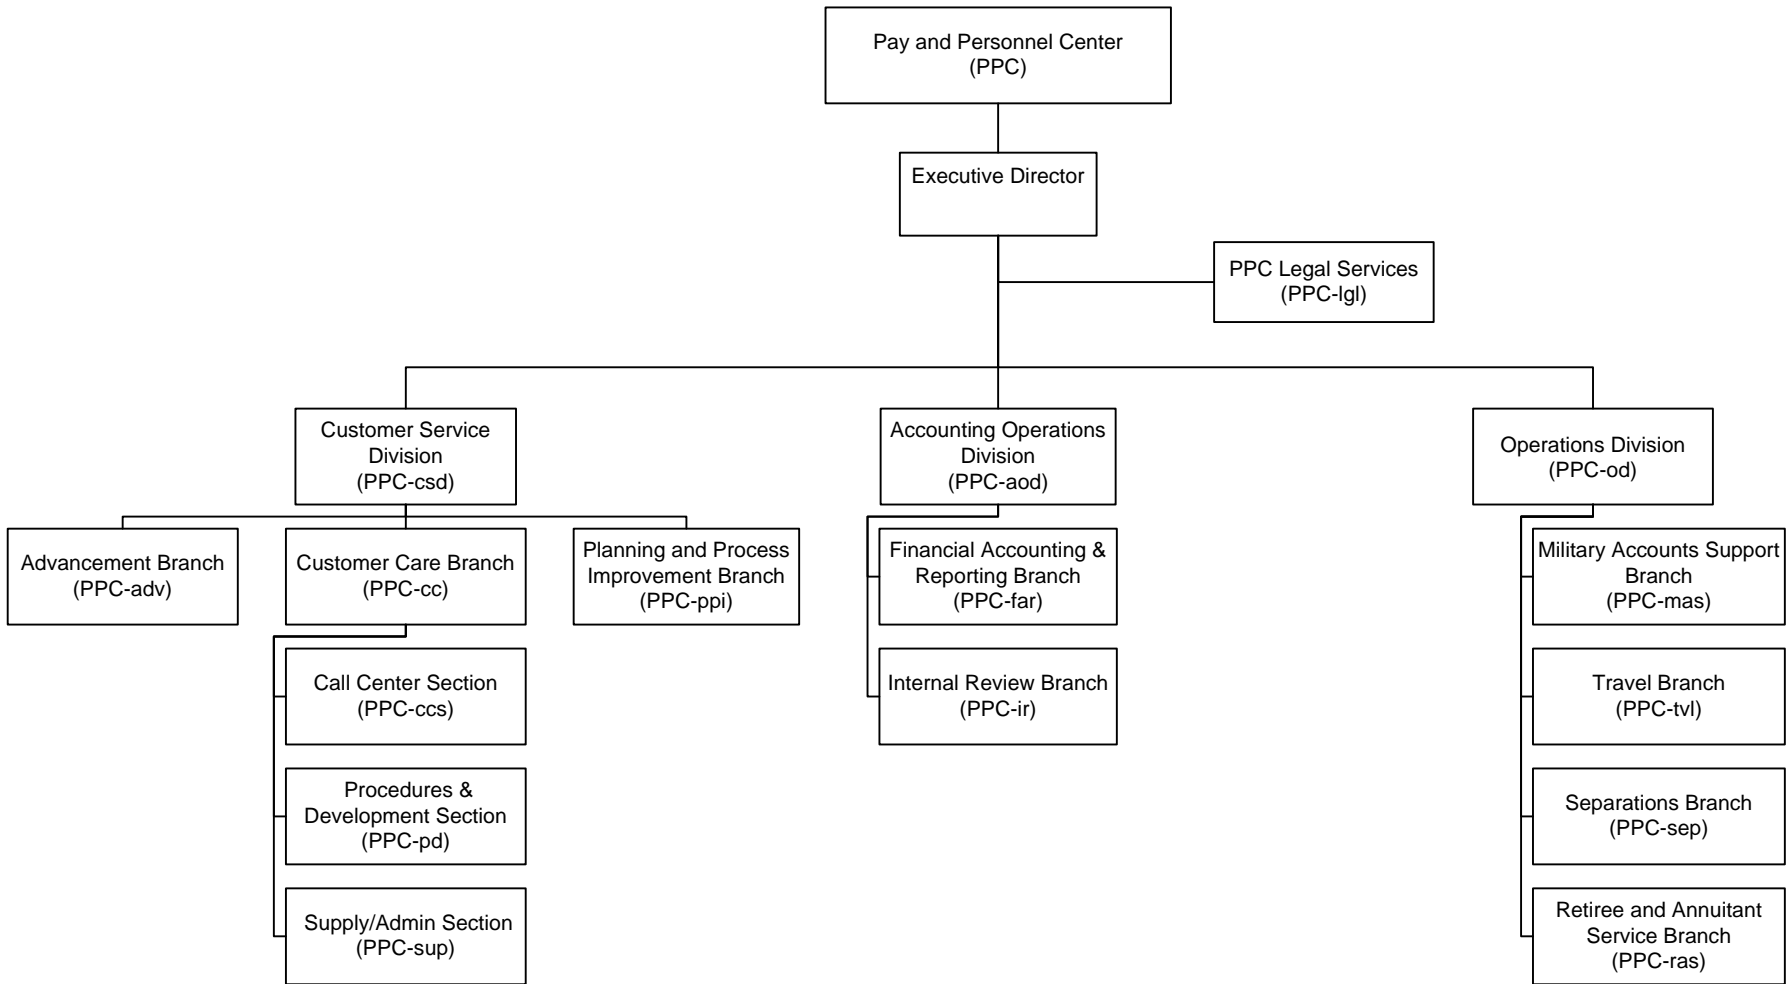 Pay and Personnel Center
(PPC)
Executive Director
PPC Legal Services
(PPC-lgl)
Customer Service
Division
(PPC-csd)
Accounting Operations
Division
(PPC-aod)
Operations Division
(PPC-od)
Advancement Branch
(PPC-adv)
Customer Care Branch
(PPC-cc)
Planning and Process
Improvement Branch
(PPC-ppi)
Financial Accounting &
Reporting Branch
(PPC-far)
Military Accounts Support
Branch
(PPC-mas)
Call Center Section
(PPC-ccs)
Internal Review Branch
(PPC-ir)
Travel Branch
(PPC-tvl)
Procedures &
Development Section
(PPC-pd)
Separations Branch
(PPC-sep)
Supply/Admin Section
(PPC-sup)
Retiree and Annuitant
Service Branch
(PPC-ras)